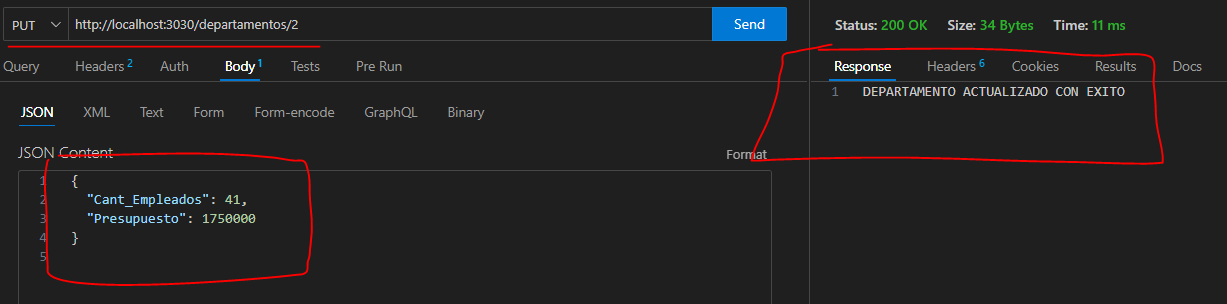 PUT http://localhost:3030/departamentos/2 Send
Query Headers 2 Auth Body 1 Tests Pre Run
JSON XML Text Form Form-encode GraphQL Binary
JSON Content
Format
1 {
2 "Cant_Empleados": 41,
3 "Presupuesto": 1750000
4 }
5
Status: 200 OK Size: 34 Bytes Time: 11 ms
Response Headers 6 Cookies Results Docs
1 DEPARTAMENTO ACTUALIZADO CON EXITO